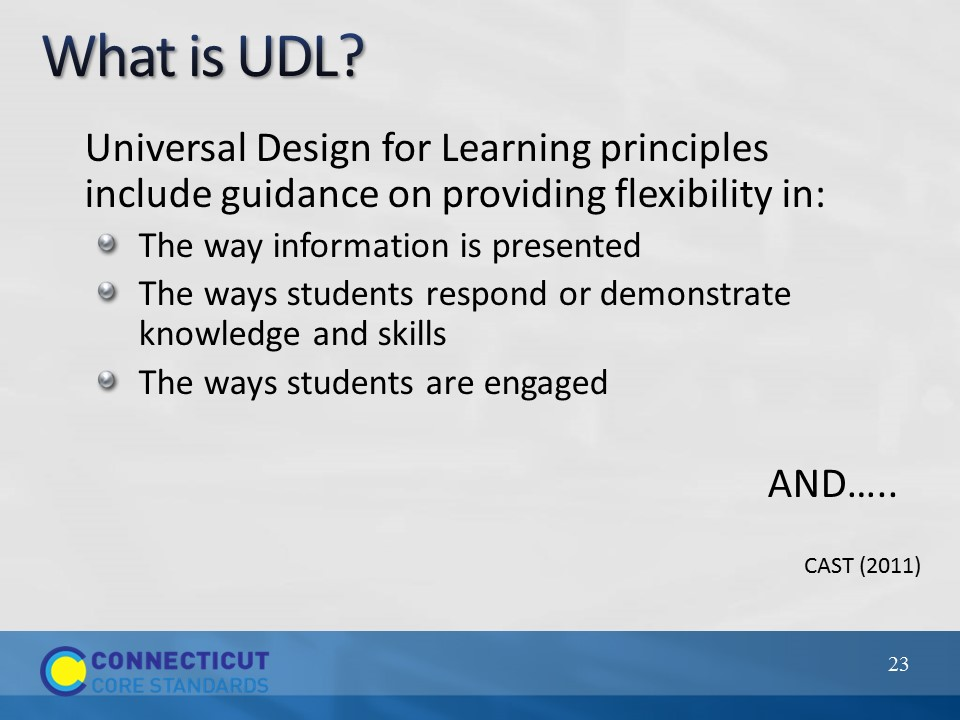 What is UDL?
Universal Design for Learning principles
include guidance on providing flexibility in:
The way information is presented
The ways students respond or demonstrate
knowledge and skills
The ways students are engaged
AND…..
CAST (2011)
CONNECTICUT
CORE STANDARDS
23